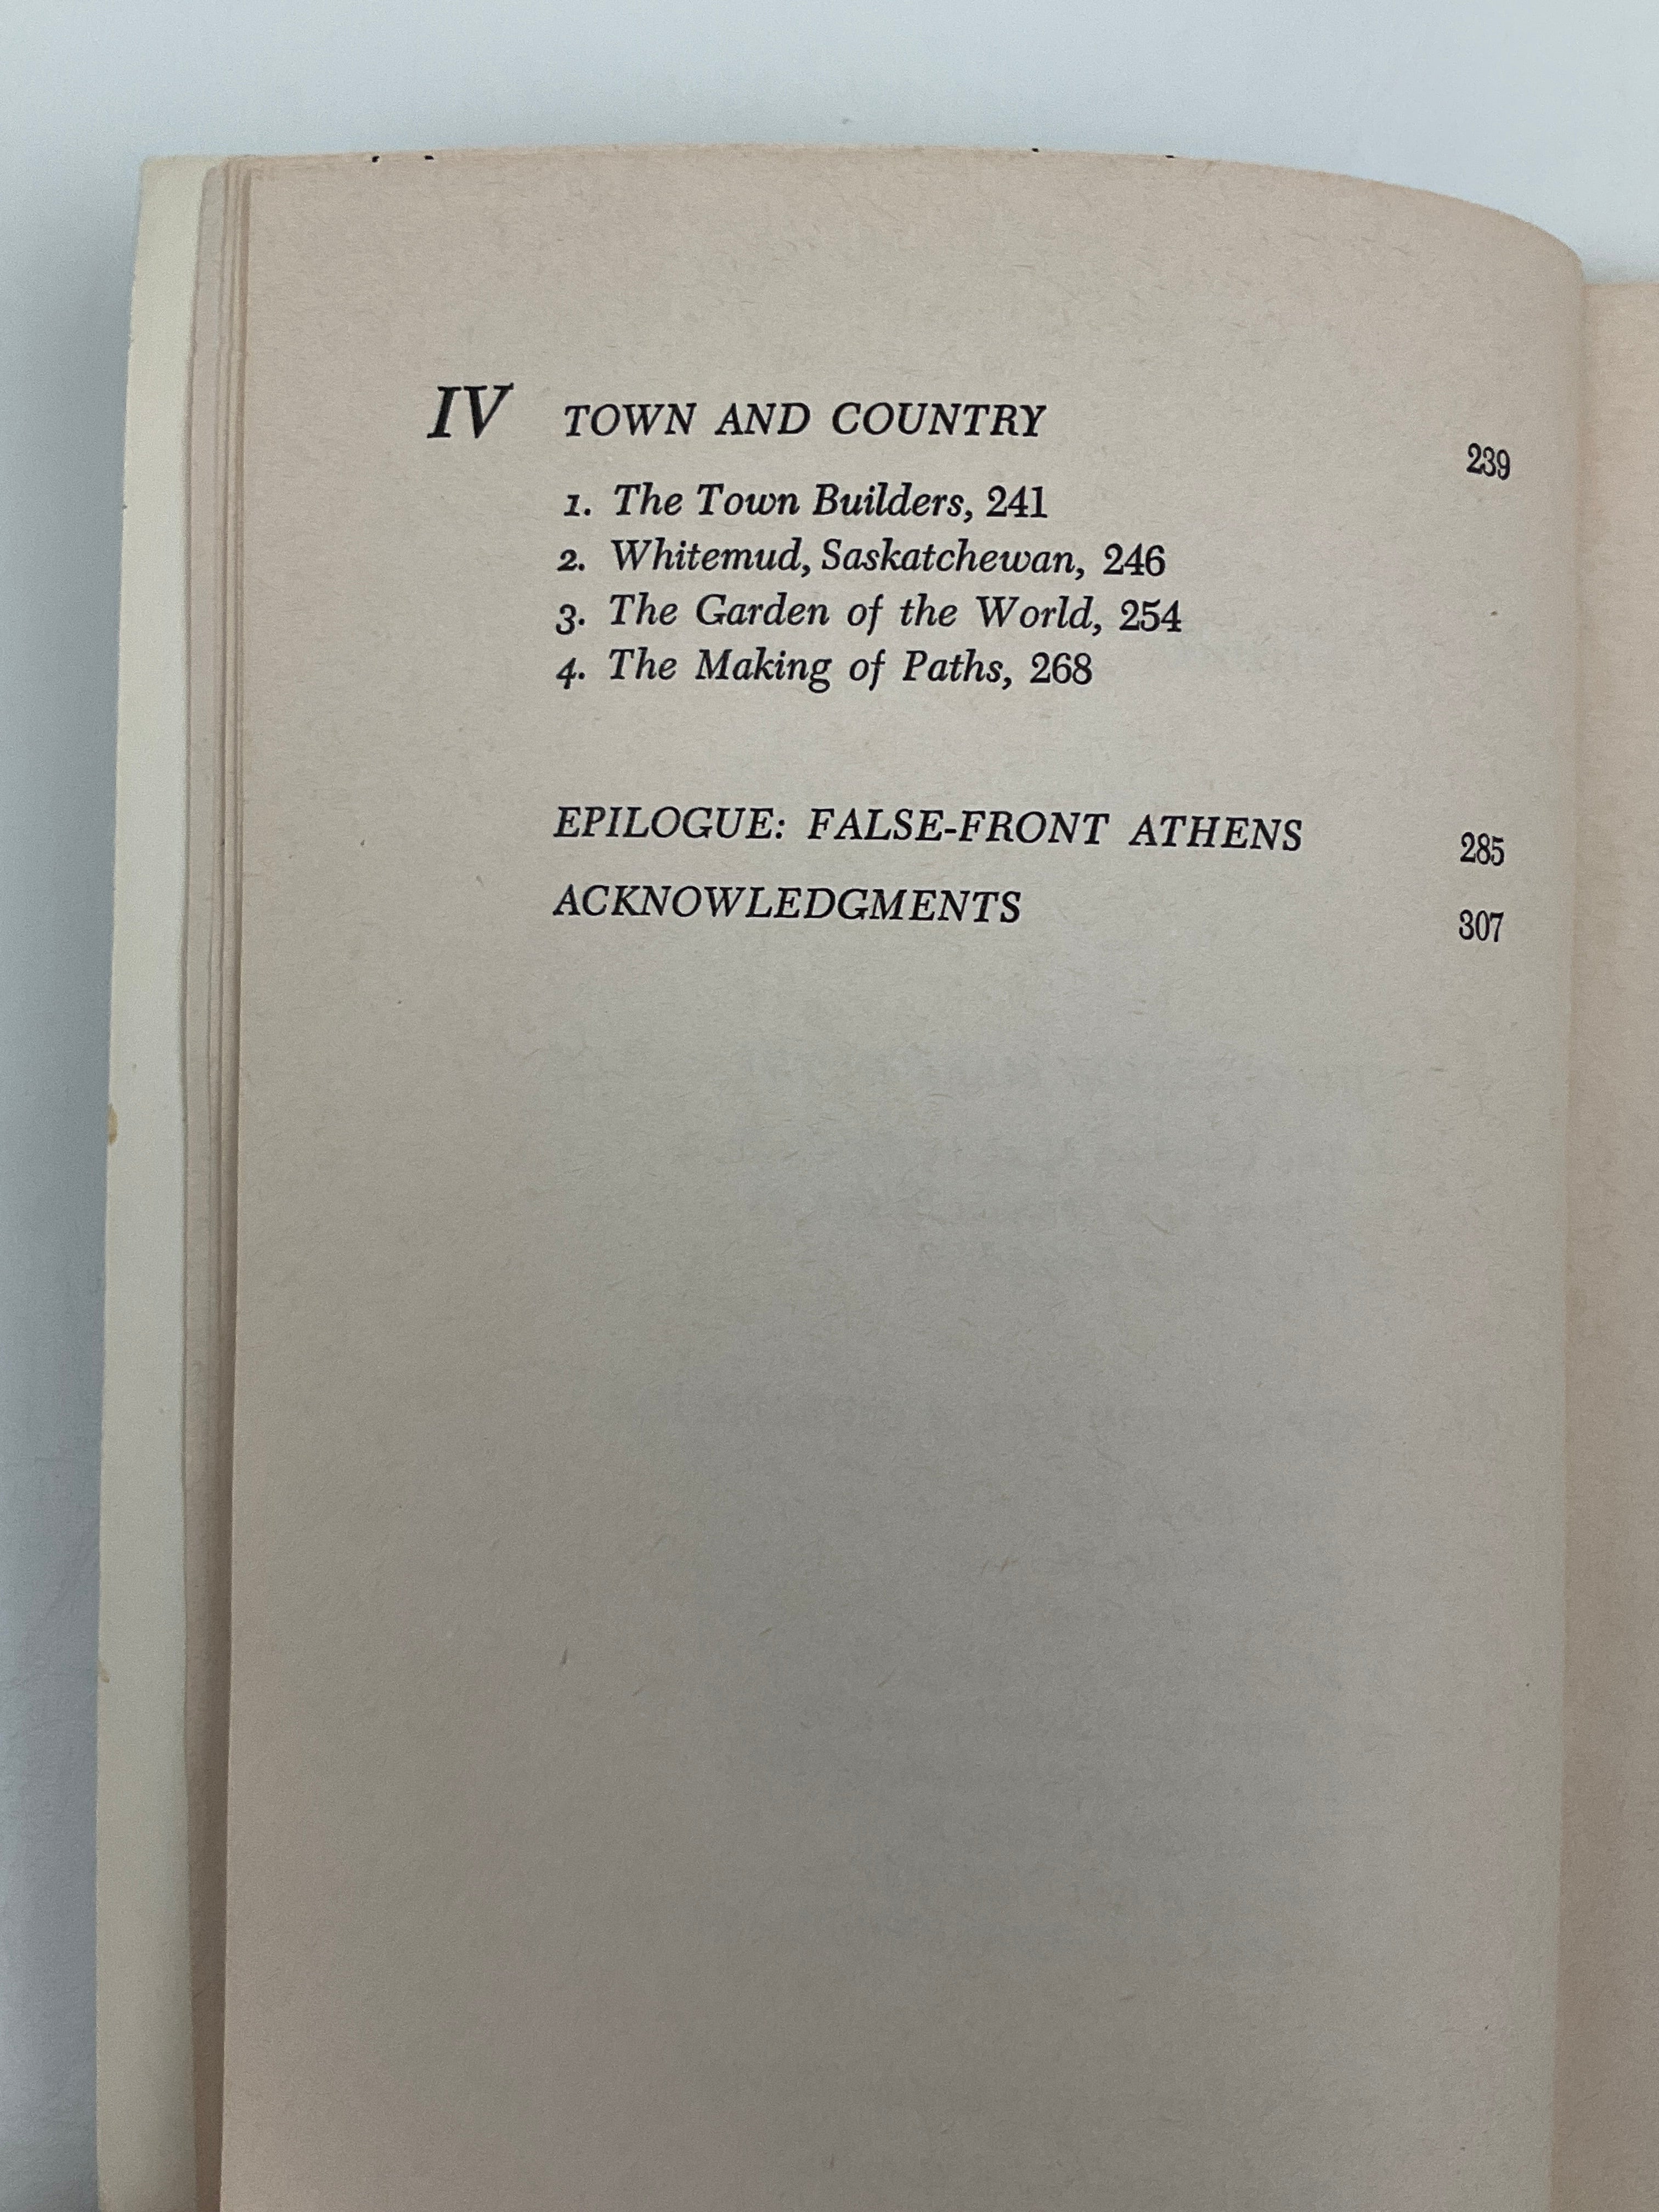 IV TOWN AND COUNTRY 239
1. The Town Builders, 241
2. Whitemud, Saskatchewan, 246
3. The Garden of the World, 254
4. The Making of Paths, 268
EPILOGUE: FALSE-FRONT ATHENS 285
ACKNOWLEDGMENTS 307